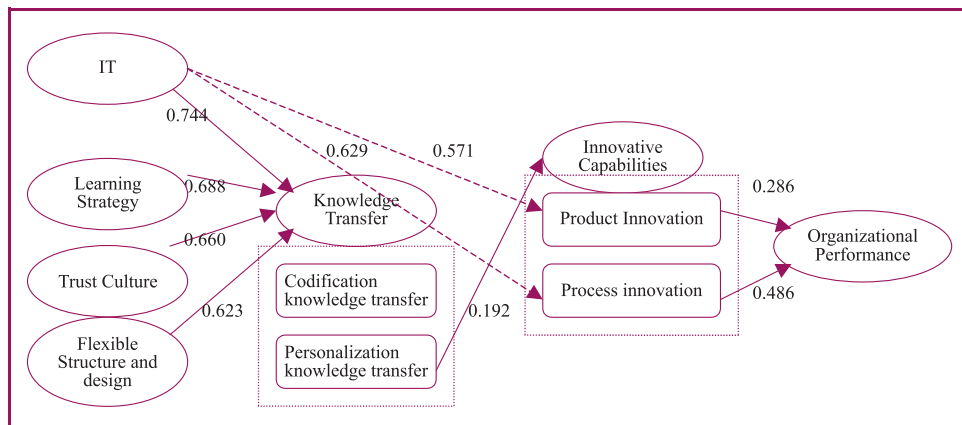 IT
0.744
0.629
0.571
Innovative
Capabilities
Learning
Strategy
0.688
Knowledge
Transfer
0.286
Product Innovation
0.660
Organizational
Performance
Trust Culture
Codification
knowledge transfer
Process innovation
0.623
0.192
0.486
Flexible
Structure and
design
Personalization
knowledge transfer